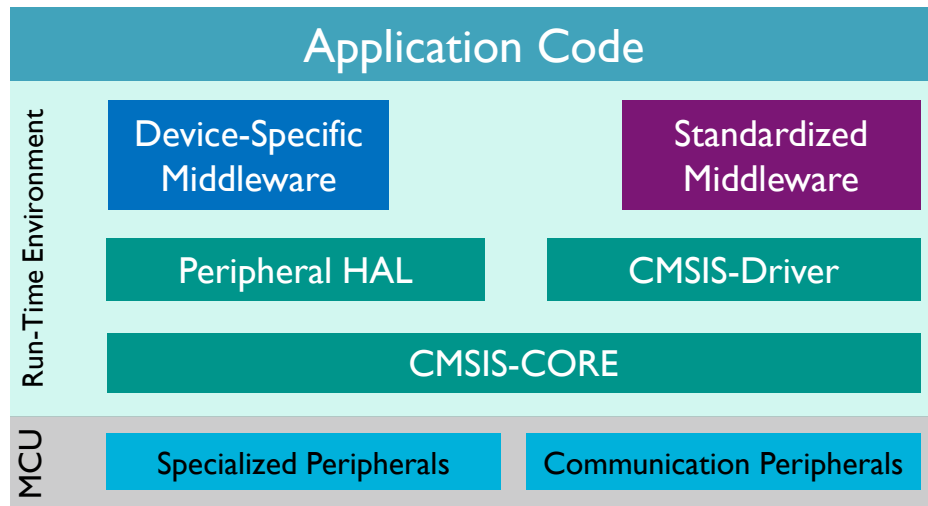 Application Code
Run-Time Environment
Device-Specific
Middleware
Standardized
Middleware
Peripheral HAL
CMSIS-Driver
CMSIS-CORE
MCU
Specialized Peripherals
Communication Peripherals